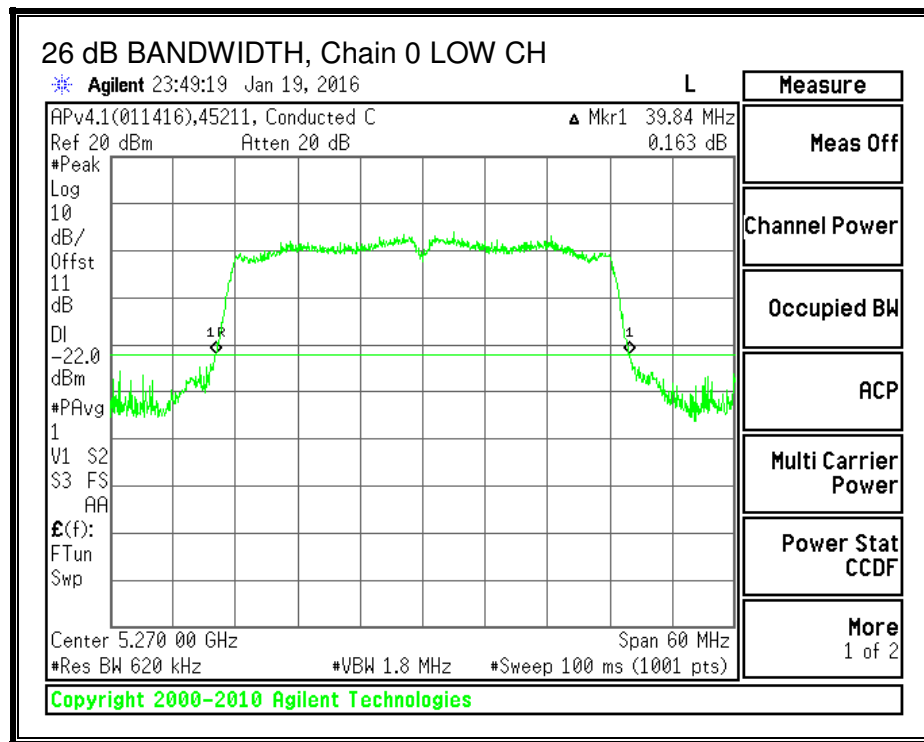 26 dB BANDWIDTH, Chain 0 LOW CH
Agilent 23:49:19 Jan 19, 2016 L
APv4.1(011416),45211, Conducted C
Δ Mkr1 39.84 MHz
Ref 20 dBm
Atten 20 dB
0.163 dB
#Peak
Log
10
dB/
Offst
11
dB
DI
-22.0
dBm
#PAvg
1
V1 S2
S3 FS
AA
£(f):
FTun
Swp
1R
1
Center 5.270 00 GHz
Span 60 MHz
#Res BW 620 kHz
#VBW 1.8 MHz
#Sweep 100 ms (1001 pts)
Copyright 2000-2010 Agilent Technologies
Measure
Meas Off
Channel Power
Occupied BW
ACP
Multi Carrier
Power
Power Stat
CCDF
More
1 of 2